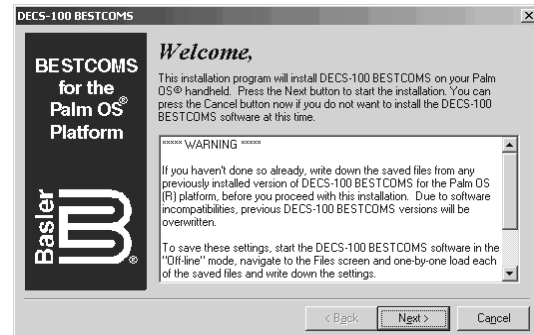 DECS-100 BESTCOMS
BESTCOMS
for the
Palm OS®
Platform
Basler
®
Welcome,
This installation program will install DECS-100 BESTCOMS on your Palm
OS® handheld. Press the Next button to start the installation. You can
press the Cancel button now if you do not want to install the DECS-100
BESTCOMS software at this time.
***** WARNING *****
If you haven't done so already, write down the saved files from any
previously installed version of DECS-100 BESTCOMS for the Palm OS
(R) platform, before you proceed with this installation. Due to software
incompatibilities, previous DECS-100 BESTCOMS versions will be
overwritten.
To save these settings, start the DECS-100 BESTCOMS software in the
"Off-line" mode, navigate to the Files screen and one-by-one load each
of the saved files and write down the settings.
< Back
Next >
Cancel